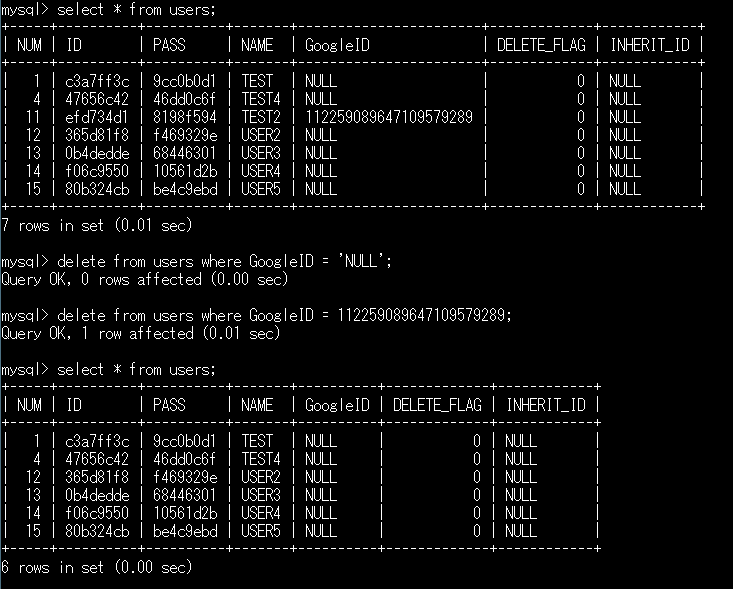 mysql> select * from users;
+-----+----------+----------+-------+-----------------------+-------------+------------+
| NUM | ID | PASS | NAME | GoogleID | DELETE_FLAG | INHERIT_ID |
+-----+----------+----------+-------+-----------------------+-------------+------------+
| 1 | c3a7ff3c | 9cc0b0d1 | TEST | NULL | 0 | NULL |
| 4 | 47656c42 | 46dd0c6f | TEST4 | NULL | 0 | NULL |
| 11 | efd734d1 | 8198f594 | TEST2 | 112259089647109579289 | 0 | NULL |
| 12 | 365d81f8 | f469329e | USER2 | NULL | 0 | NULL |
| 13 | 0b4dedde | 68446301 | USER3 | NULL | 0 | NULL |
| 14 | f06c9550 | 10561d2b | USER4 | NULL | 0 | NULL |
| 15 | 80b324cb | be4c9ebd | USER5 | NULL | 0 | NULL |
+-----+----------+----------+-------+-----------------------+-------------+------------+
7 rows in set (0.01 sec)
mysql> delete from users where GoogleID = 'NULL';
Query OK, 0 rows affected (0.00 sec)
mysql> delete from users where GoogleID = 112259089647109579289;
Query OK, 1 row affected (0.01 sec)
mysql> select * from users;
+-----+----------+----------+-------+----------+-------------+------------+
| NUM | ID | PASS | NAME | GoogleID | DELETE_FLAG | INHERIT_ID |
+-----+----------+----------+-------+----------+-------------+------------+
| 1 | c3a7ff3c | 9cc0b0d1 | TEST | NULL | 0 | NULL |
| 4 | 47656c42 | 46dd0c6f | TEST4 | NULL | 0 | NULL |
| 12 | 365d81f8 | f469329e | USER2 | NULL | 0 | NULL |
| 13 | 0b4dedde | 68446301 | USER3 | NULL | 0 | NULL |
| 14 | f06c9550 | 10561d2b | USER4 | NULL | 0 | NULL |
| 15 | 80b324cb | be4c9ebd | USER5 | NULL | 0 | NULL |
+-----+----------+----------+-------+----------+-------------+------------+
6 rows in set (0.00 sec)